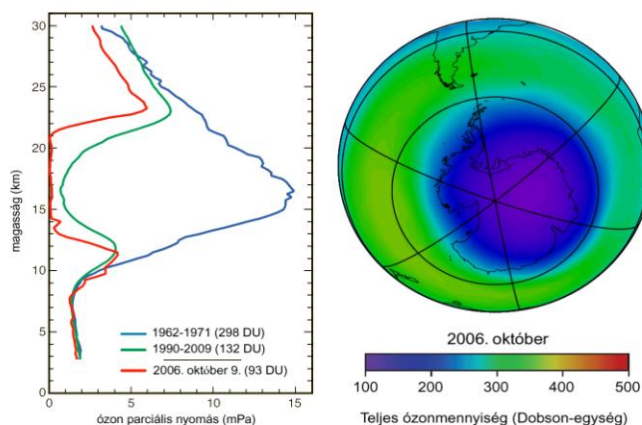 30
25
20
15
10
5
0
magasság (km)
1962-1971 (298 DU)
1990-2009 (132 DU)
2006. október 9. (93 DU)
0 5 10 15
ózon parciális nyomás (mPa)
2006. október
100 200 300 400 500
Teljes ózonmennyiség (Dobson-egység)